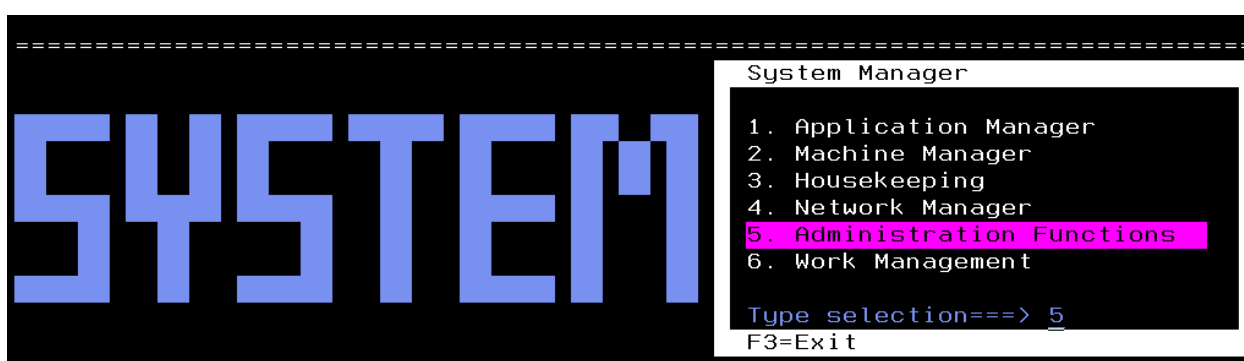 ==========================================================================================
System Manager
SYSTEM
1. Application Manager
2. Machine Manager
3. Housekeeping
4. Network Manager
5. Administration Functions
6. Work Management
Type selection===> 5
F3=Exit